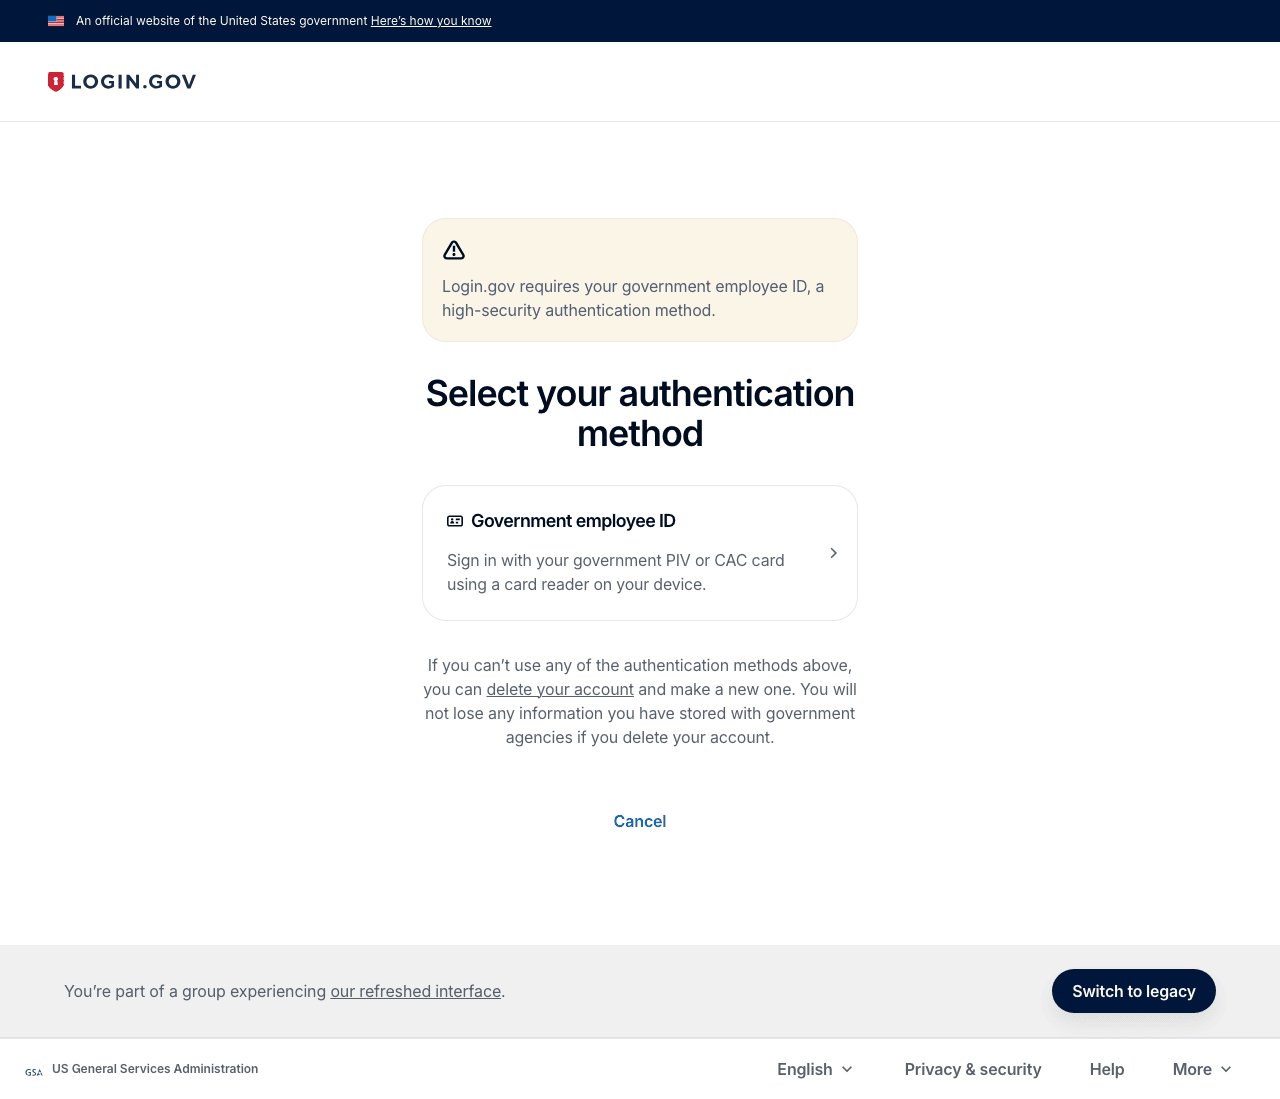 An official website of the United States government Here’s how you know
LOGIN.GOV
Login.gov requires your government employee ID, a
high-security authentication method.
Select your authentication
method
Government employee ID
Sign in with your government PIV or CAC card
using a card reader on your device.
If you can’t use any of the authentication methods above,
you can delete your account and make a new one. You will
not lose any information you have stored with government
agencies if you delete your account.
Cancel
You’re part of a group experiencing our refreshed interface.
Switch to legacy
GSA US General Services Administration
English
Privacy & security
Help
More